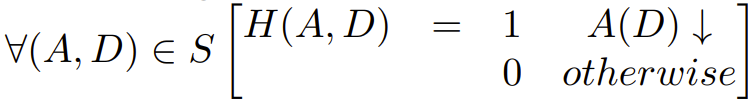 ∀(A, D) ∈ S [H(A, D) = 1 A(D) ↓
0 otherwise]